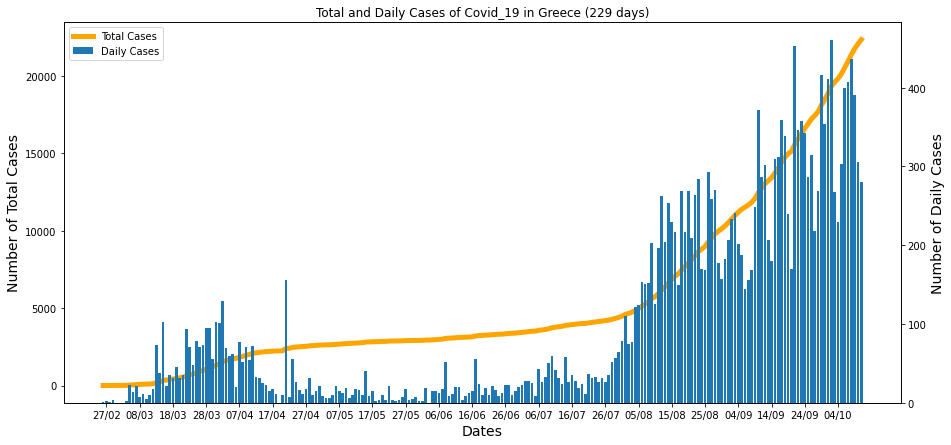 Total and Daily Cases of Covid_19 in Greece (229 days)
Total Cases
Daily Cases
Number of Total Cases
20000
15000
10000
5000
0
Number of Daily Cases
400
300
200
100
0
27/02 08/03 18/03 28/03 07/04 17/04 27/04 07/05 17/05 27/05 06/06 16/06 26/06 06/07 16/07 26/07 05/08 15/08 25/08 04/09 14/09 24/09 04/10
Dates